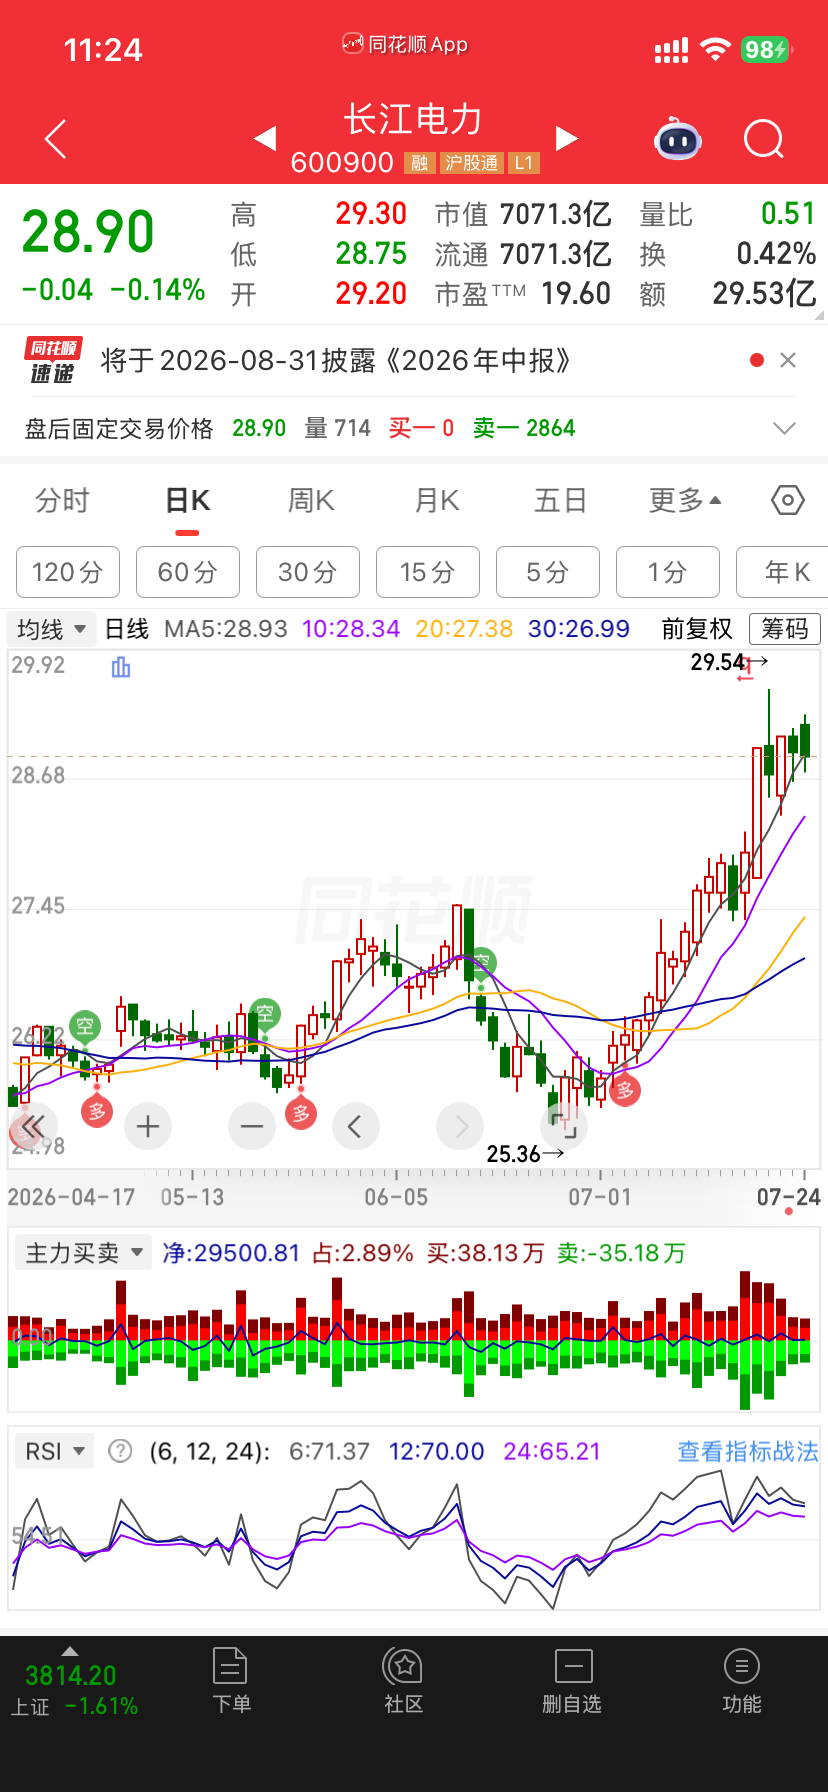 11:24 同花顺App 98
长江电力
600900 融 沪股通 L1
28.90 高 29.30 市值 7071.3亿 量比 0.51
低 28.75 流通 7071.3亿 换 0.42%
-0.04 -0.14% 开 29.20 市盈TTM 19.60 额 29.53亿
同花顺
速递 将于2026-08-31披露《2026年中报》
盘后固定交易价格 28.90 量 714 买一 0 卖一 2864
分时 日K 周K 月K 五日 更多
120分 60分 30分 15分 5分 1分 年K
均线 日线 MA5:28.93 10:28.34 20:27.38 30:26.99 前复权 筹码
29.92 29.54→
28.68
同花顺
27.45
空
26.22 空 空
多 多 多
24.98
25.36→
2026-04-17 05-13 06-05 07-01 07-24
主力买卖 净:29500.81 占:2.89% 买:38.13万 卖:-35.18万
0.00
RSI ? (6, 12, 24): 6:71.37 12:70.00 24:65.21 查看指标战法
54.51
3814.20
上证 -1.61% 下单 社区 删自选 功能